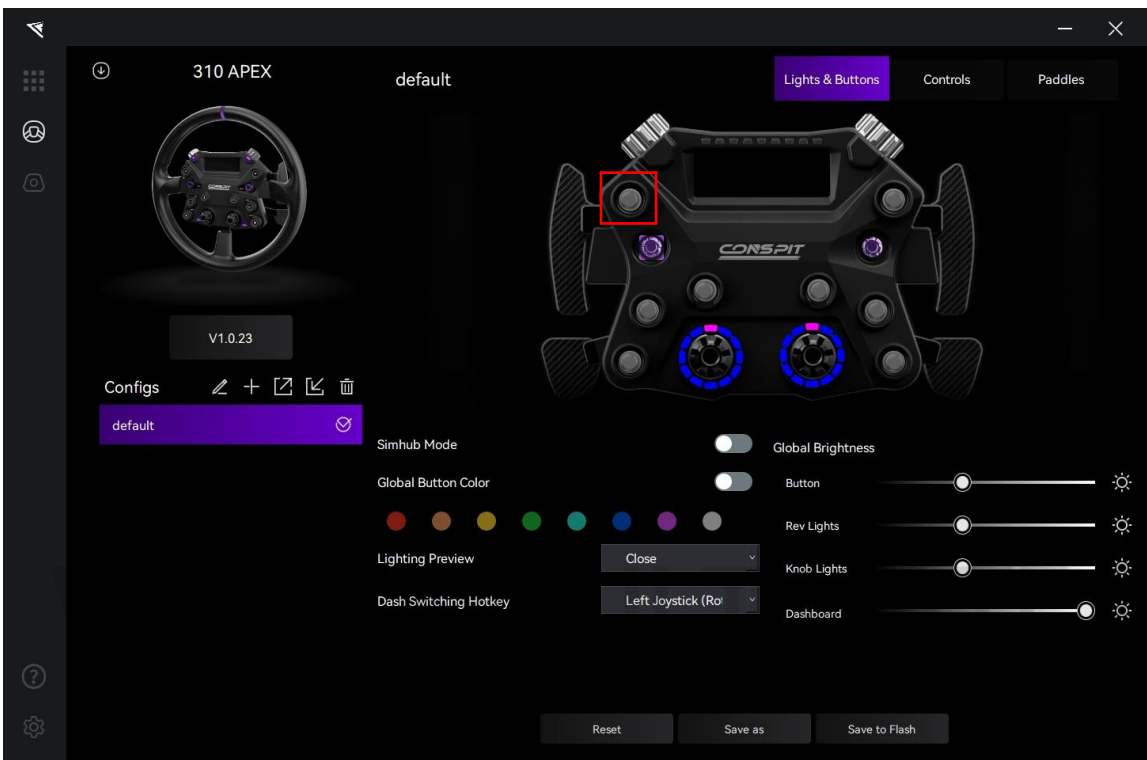 310 APEX
default
Lights & Buttons
Controls
Paddles
CONSPIT
V1.0.23
Configs
default
Simhub Mode
Global Button Color
Lighting Preview
Close
Dash Switching Hotkey
Left Joystick (Rot
Global Brightness
Button
Rev Lights
Knob Lights
Dashboard
Reset
Save as
Save to Flash